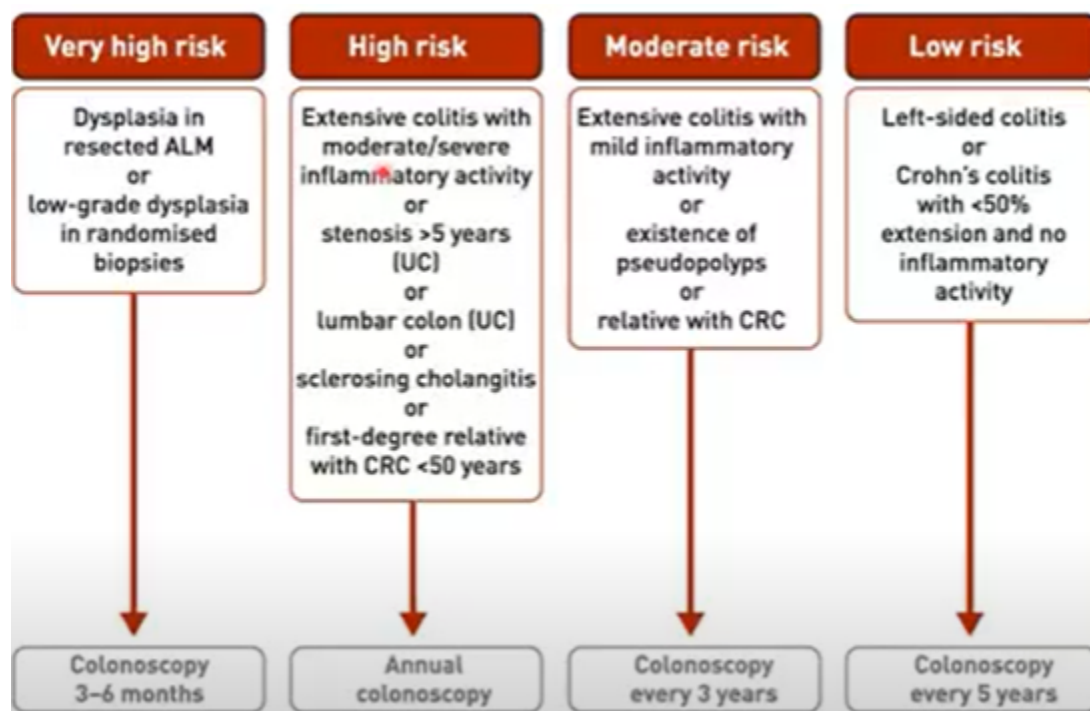 Very high risk
Dysplasia in
resected ALM
or
low-grade dysplasia
in randomised
biopsies
Colonoscopy
3–6 months
High risk
Extensive colitis with
moderate/severe
inflammatory activity
or
stenosis >5 years
(UC)
or
lumbar colon (UC)
or
sclerosing cholangitis
or
first-degree relative
with CRC <50 years
Annual
colonoscopy
Moderate risk
Extensive colitis with
mild inflammatory
activity
or
existence of
pseudopolyps
or
relative with CRC
Colonoscopy
every 3 years
Low risk
Left-sided colitis
or
Crohn's colitis
with <50%
extension and no
inflammatory
activity
Colonoscopy
every 5 years